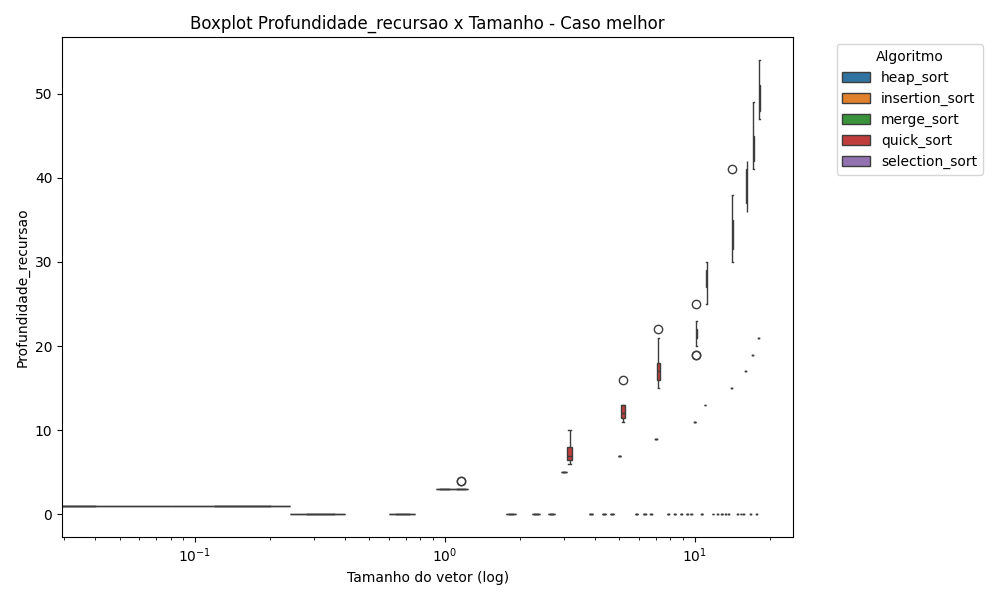 Boxplot Profundidade_recursao x Tamanho - Caso melhor
Profundidade_recursao
50
40
30
20
10
0
10⁻¹
10⁰
10¹
Tamanho do vetor (log)
Algoritmo
heap_sort
insertion_sort
merge_sort
quick_sort
selection_sort